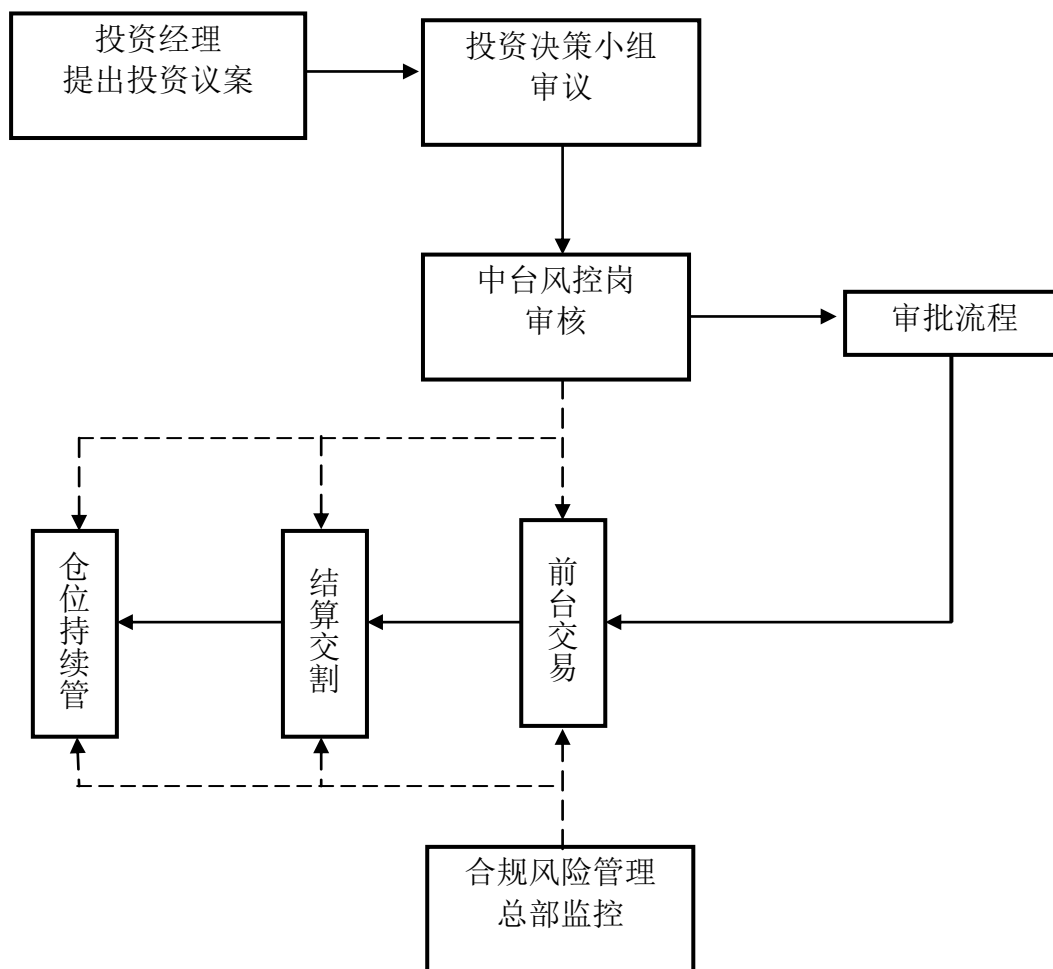 投资经理
提出投资议案
投资决策小组
审议
中台风控岗
审核
审批流程
仓位持续管
结算交割
前台交易
合规风险管理
总部监控